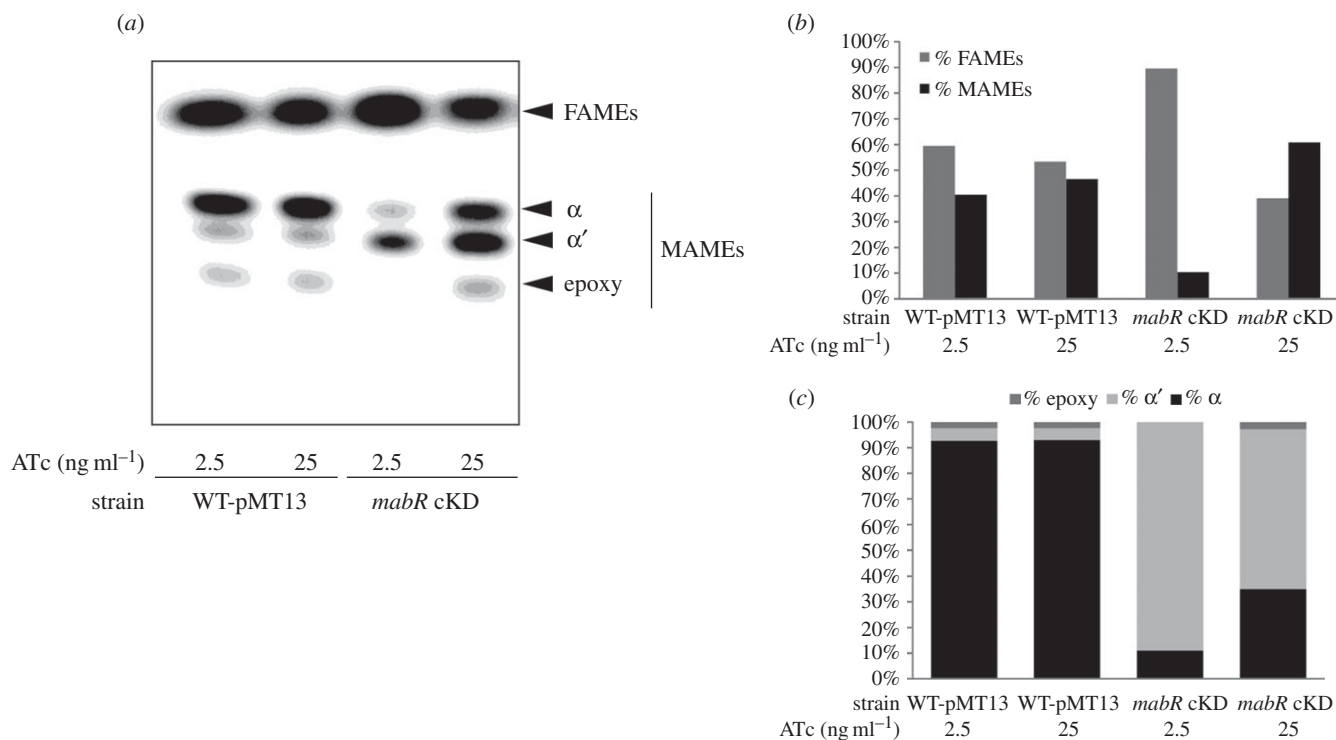 (a)
FAMEs
α
α′
epoxy
MAMEs
ATc (ng ml–1) 2.5 25 2.5 25
strain WT-pMT13 mabR cKD
(b)
100%
90%
80%
70%
60%
50%
40%
30%
20%
10%
0%
% FAMEs
% MAMEs
strain WT-pMT13 WT-pMT13 mabR cKD mabR cKD
ATc (ng ml–1) 2.5 25 2.5 25
(c)
% epoxy % α′ % α
100%
90%
80%
70%
60%
50%
40%
30%
20%
10%
0%
strain WT-pMT13 WT-pMT13 mabR cKD mabR cKD
ATc (ng ml–1) 2.5 25 2.5 25